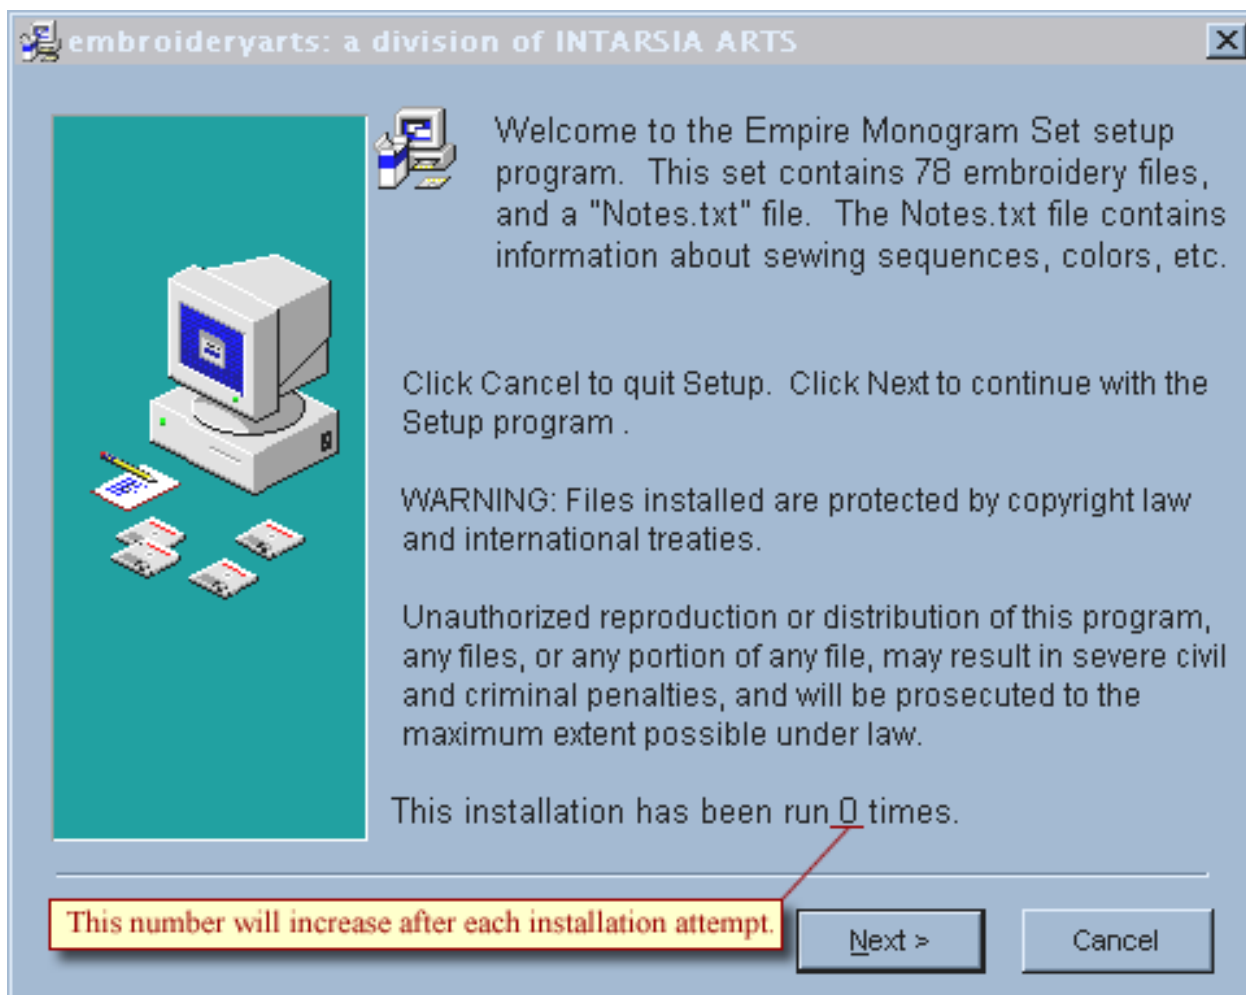 embroideryarts: a division of INTARSIA ARTS
Welcome to the Empire Monogram Set setup
program.  This set contains 78 embroidery files,
and a "Notes.txt" file.  The Notes.txt file contains
information about sewing sequences, colors, etc.
Click Cancel to quit Setup.  Click Next to continue with the
Setup program .
WARNING: Files installed are protected by copyright law
and international treaties.
Unauthorized reproduction or distribution of this program,
any files, or any portion of any file, may result in severe civil
and criminal penalties, and will be prosecuted to the
maximum extent possible under law.
This installation has been run 0 times.
This number will increase after each installation attempt.
Next >
Cancel